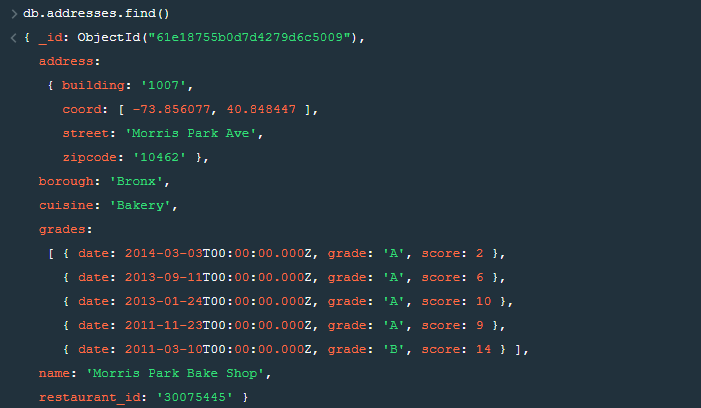 > db.addresses.find()
< { _id: ObjectId("61e18755b0d7d4279d6c5009"),
address:
{ building: '1007',
coord: [ -73.856077, 40.848447 ],
street: 'Morris Park Ave',
zipcode: '10462' },
borough: 'Bronx',
cuisine: 'Bakery',
grades:
[ { date: 2014-03-03T00:00:00.000Z, grade: 'A', score: 2 },
{ date: 2013-09-11T00:00:00.000Z, grade: 'A', score: 6 },
{ date: 2013-01-24T00:00:00.000Z, grade: 'A', score: 10 },
{ date: 2011-11-23T00:00:00.000Z, grade: 'A', score: 9 },
{ date: 2011-03-10T00:00:00.000Z, grade: 'B', score: 14 } ],
name: 'Morris Park Bake Shop',
restaurant_id: '30075445' }